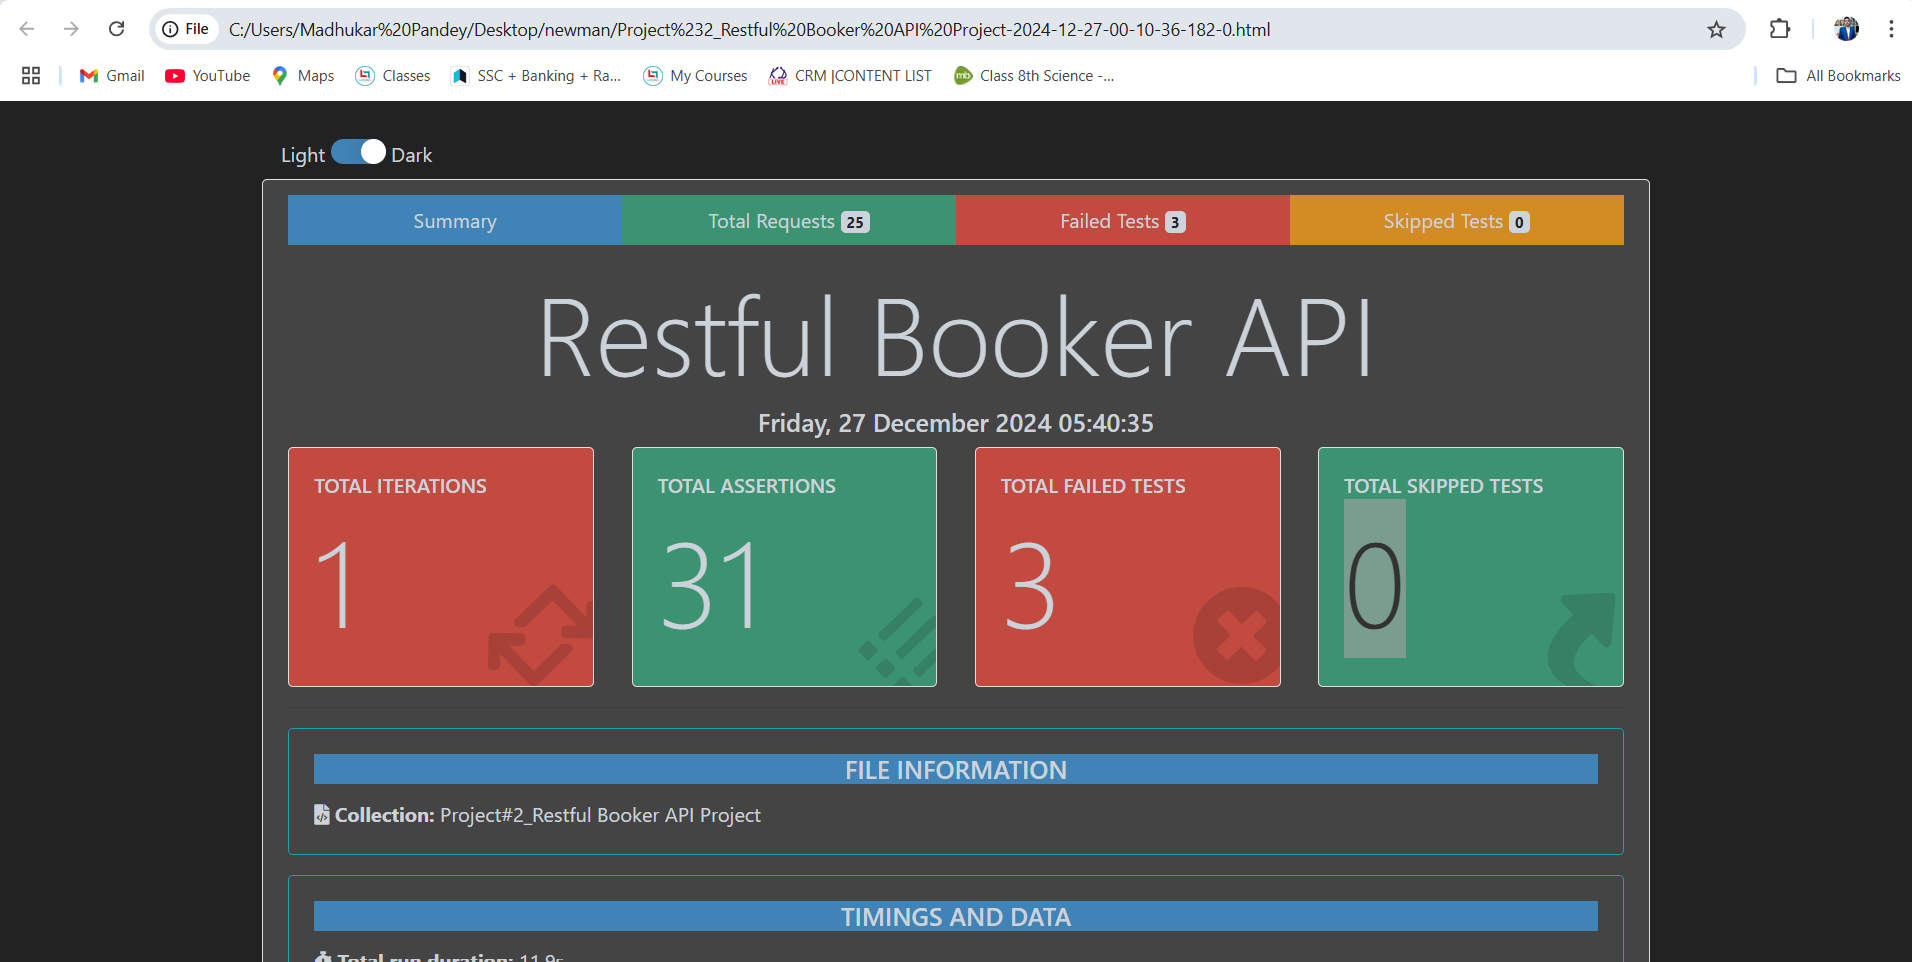 File C:/Users/Madhukar%20Pandey/Desktop/newman/Project%232_Restful%20Booker%20API%20Project-2024-12-27-00-10-36-182-0.html
Gmail YouTube Maps Classes SSC + Banking + Ra... My Courses CRM |CONTENT LIST Class 8th Science -... All Bookmarks
Light Dark
Summary Total Requests 25 Failed Tests 3 Skipped Tests 0
Restful Booker API
Friday, 27 December 2024 05:40:35
TOTAL ITERATIONS TOTAL ASSERTIONS TOTAL FAILED TESTS TOTAL SKIPPED TESTS
1 31 3 0
FILE INFORMATION
Collection: Project#2_Restful Booker API Project
TIMINGS AND DATA
Total run duration: 11.9s